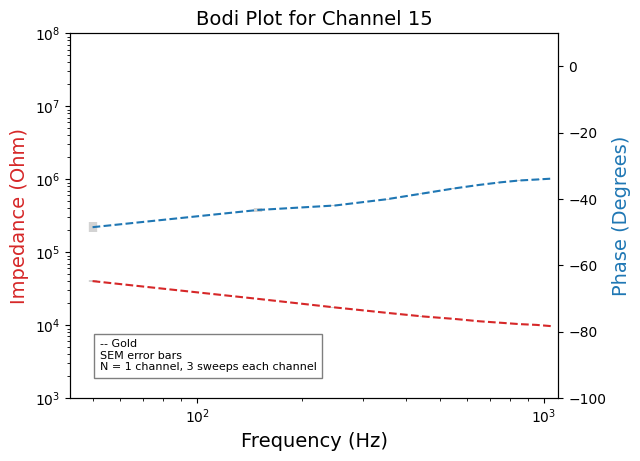 Bodi Plot for Channel 15
Impedance (Ohm)
10^8
10^7
10^6
10^5
10^4
10^3
-- Gold
SEM error bars
N = 1 channel, 3 sweeps each channel
0
−20
−40
−60
−80
−100
Phase (Degrees)
10^2
10^3
Frequency (Hz)